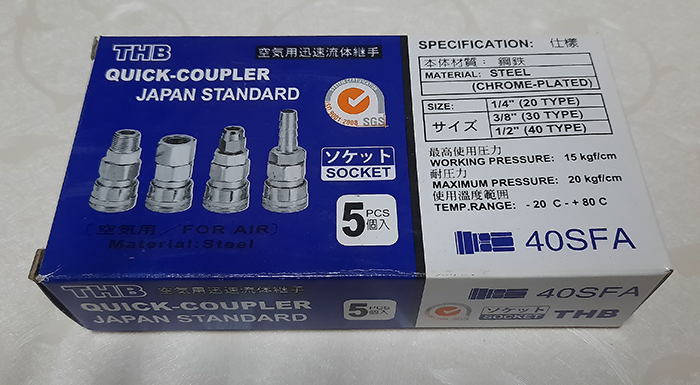 THB
空気用迅速流体継手
QUICK-COUPLER
JAPAN STANDARD
ISO 9001:2008
SGS
ソケット
SOCKET
5 PCS
個入
〔空気用／FOR AIR〕
Material:Steel
SPECIFICATION: 仕様
本体材質: 鋼鉄
MATERIAL: STEEL
(CHROME-PLATED)
SIZE:
サイズ
1/4" (20 TYPE)
3/8" (30 TYPE)
1/2" (40 TYPE)
最高使用圧力
WORKING PRESSURE: 15 kgf/cm
耐圧力
MAXIMUM PRESSURE: 20 kgf/cm
使用温度範囲
TEMP.RANGE: - 20 C - + 80 C
40SFA
THB
空気用迅速流体継手
QUICK-COUPLER
JAPAN STANDARD
5 PCS
個入
40SFA
ソケット
SOCKET
THB